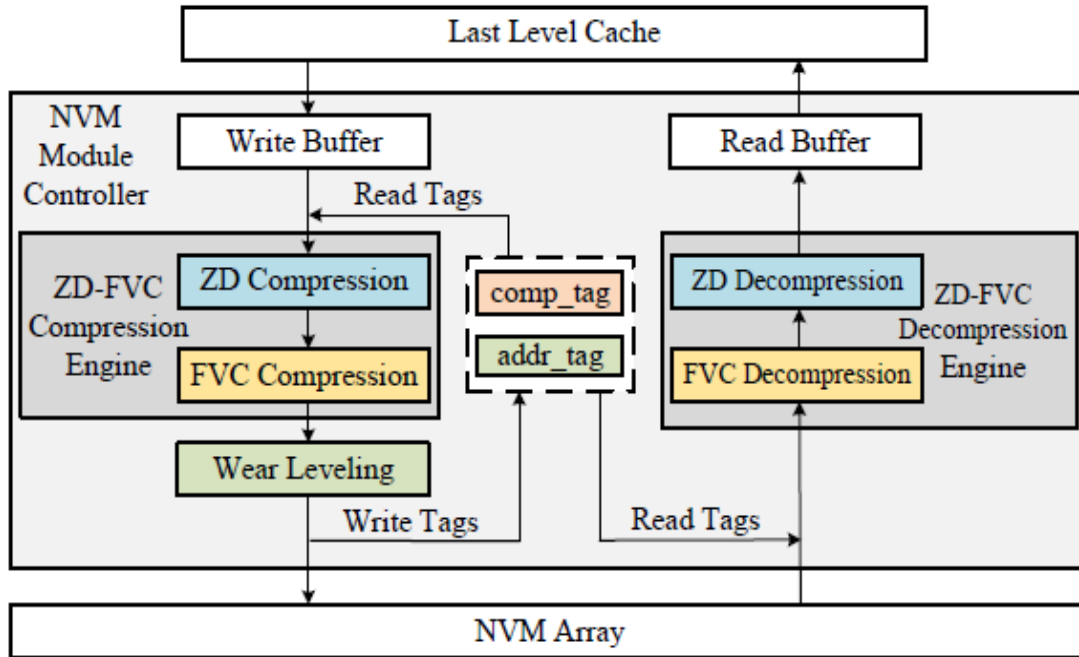 Last Level Cache
NVM
Module
Controller
Write Buffer
Read Buffer
Read Tags
ZD-FVC
Compression
Engine
ZD Compression
FVC Compression
comp_tag
addr_tag
ZD Decompression
FVC Decompression
ZD-FVC
Decompression
Engine
Wear Leveling
Write Tags
Read Tags
NVM Array